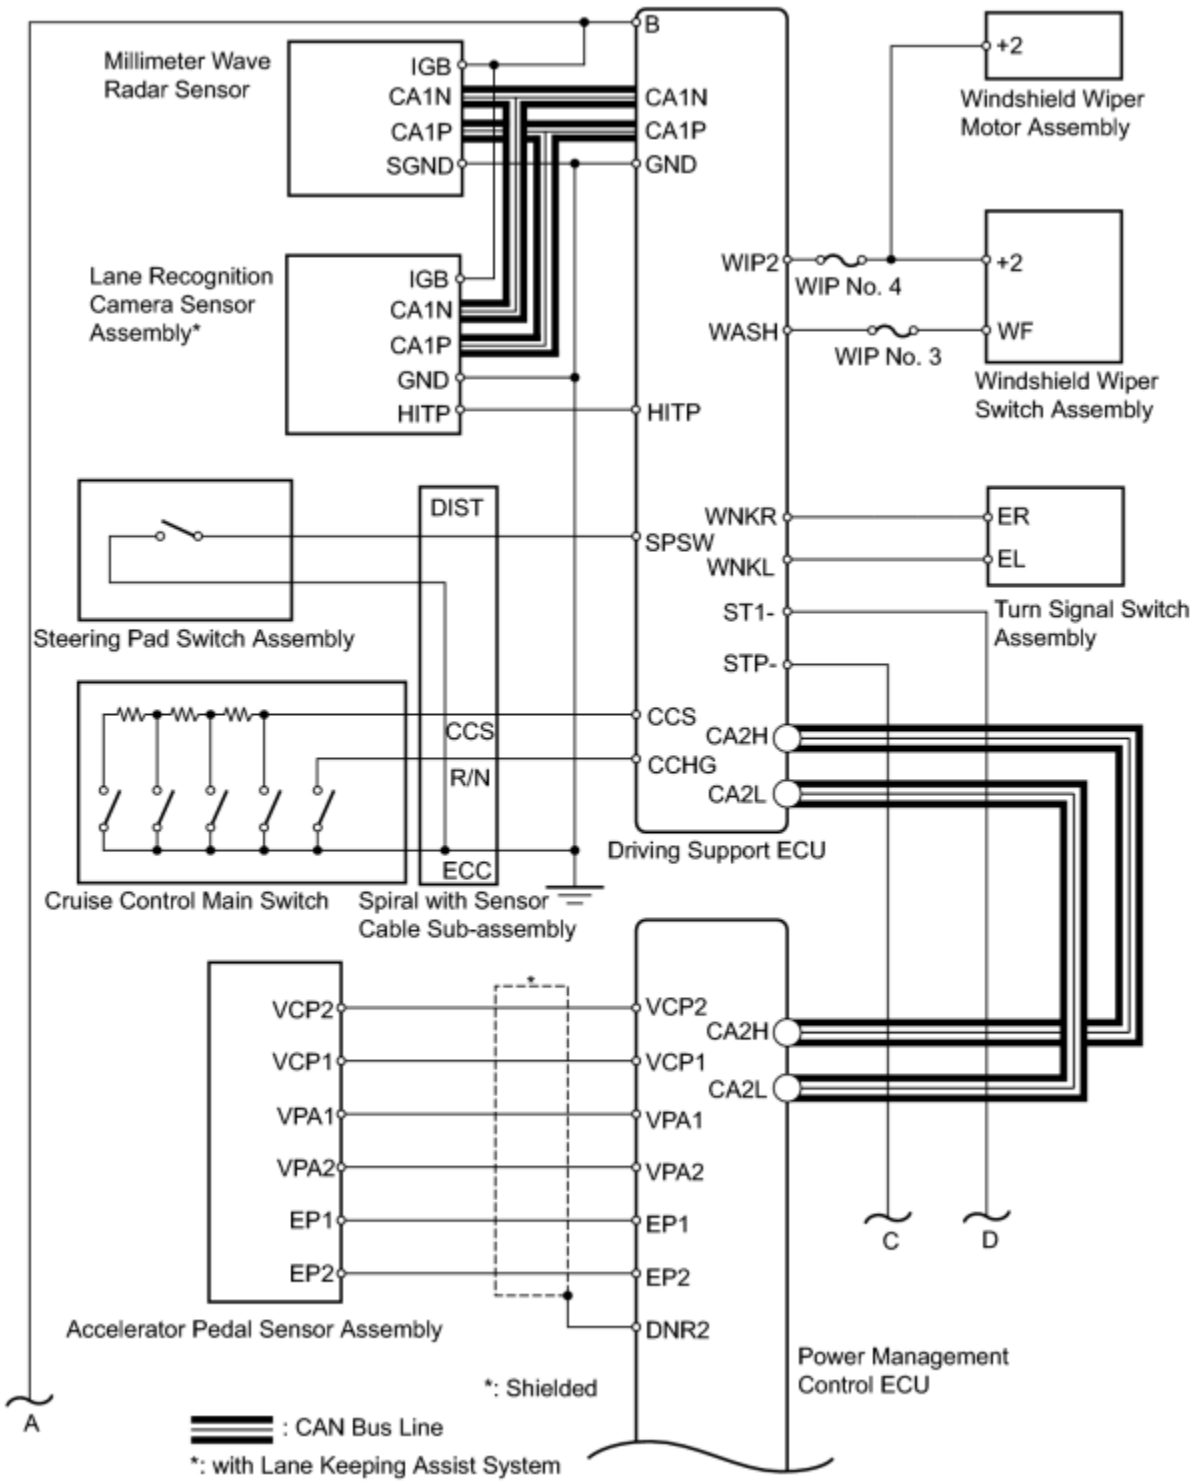 B
Millimeter Wave
Radar Sensor
IGB
CA1N
CA1P
SGND
CA1N
CA1P
GND
+2
Windshield Wiper
Motor Assembly
Lane Recognition
Camera Sensor
Assembly*
IGB
CA1N
CA1P
GND
HITP
HITP
WIP2
WIP No. 4
+2
WASH
WIP No. 3
WF
Windshield Wiper
Switch Assembly
DIST
SPSW
Steering Pad Switch Assembly
WNKR
WNKL
ER
EL
Turn Signal Switch
Assembly
ST1-
STP-
CCS
CCS
R/N
CCHG
ECC
CA2H
CA2L
Driving Support ECU
Cruise Control Main Switch
Spiral with Sensor
Cable Sub-assembly
*
VCP2
VCP1
VPA1
VPA2
EP1
EP2
Accelerator Pedal Sensor Assembly
VCP2
VCP1
VPA1
VPA2
EP1
EP2
DNR2
CA2H
CA2L
C
D
Power Management
Control ECU
A
*: Shielded
: CAN Bus Line
*: with Lane Keeping Assist System